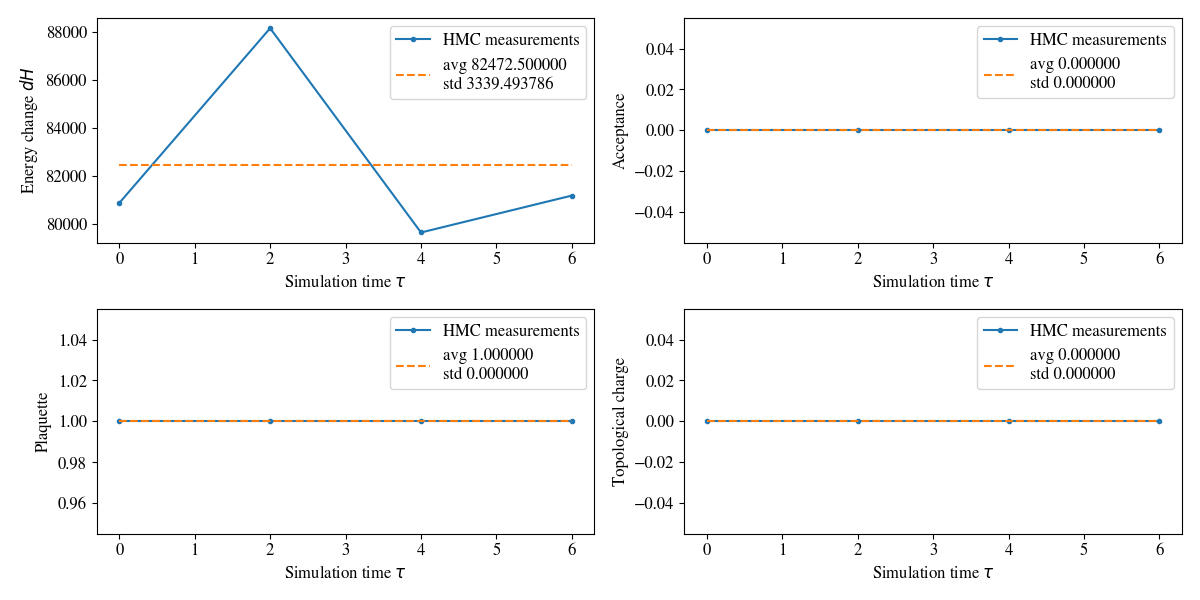 Energy change dH
88000
86000
84000
82000
80000
HMC measurements
avg 82472.500000
std 3339.493786
0 1 2 3 4 5 6
Simulation time τ
Acceptance
0.04
0.02
0.00
−0.02
−0.04
HMC measurements
avg 0.000000
std 0.000000
0 1 2 3 4 5 6
Simulation time τ
Plaquette
1.04
1.02
1.00
0.98
0.96
HMC measurements
avg 1.000000
std 0.000000
0 1 2 3 4 5 6
Simulation time τ
Topological charge
0.04
0.02
0.00
−0.02
−0.04
HMC measurements
avg 0.000000
std 0.000000
0 1 2 3 4 5 6
Simulation time τ